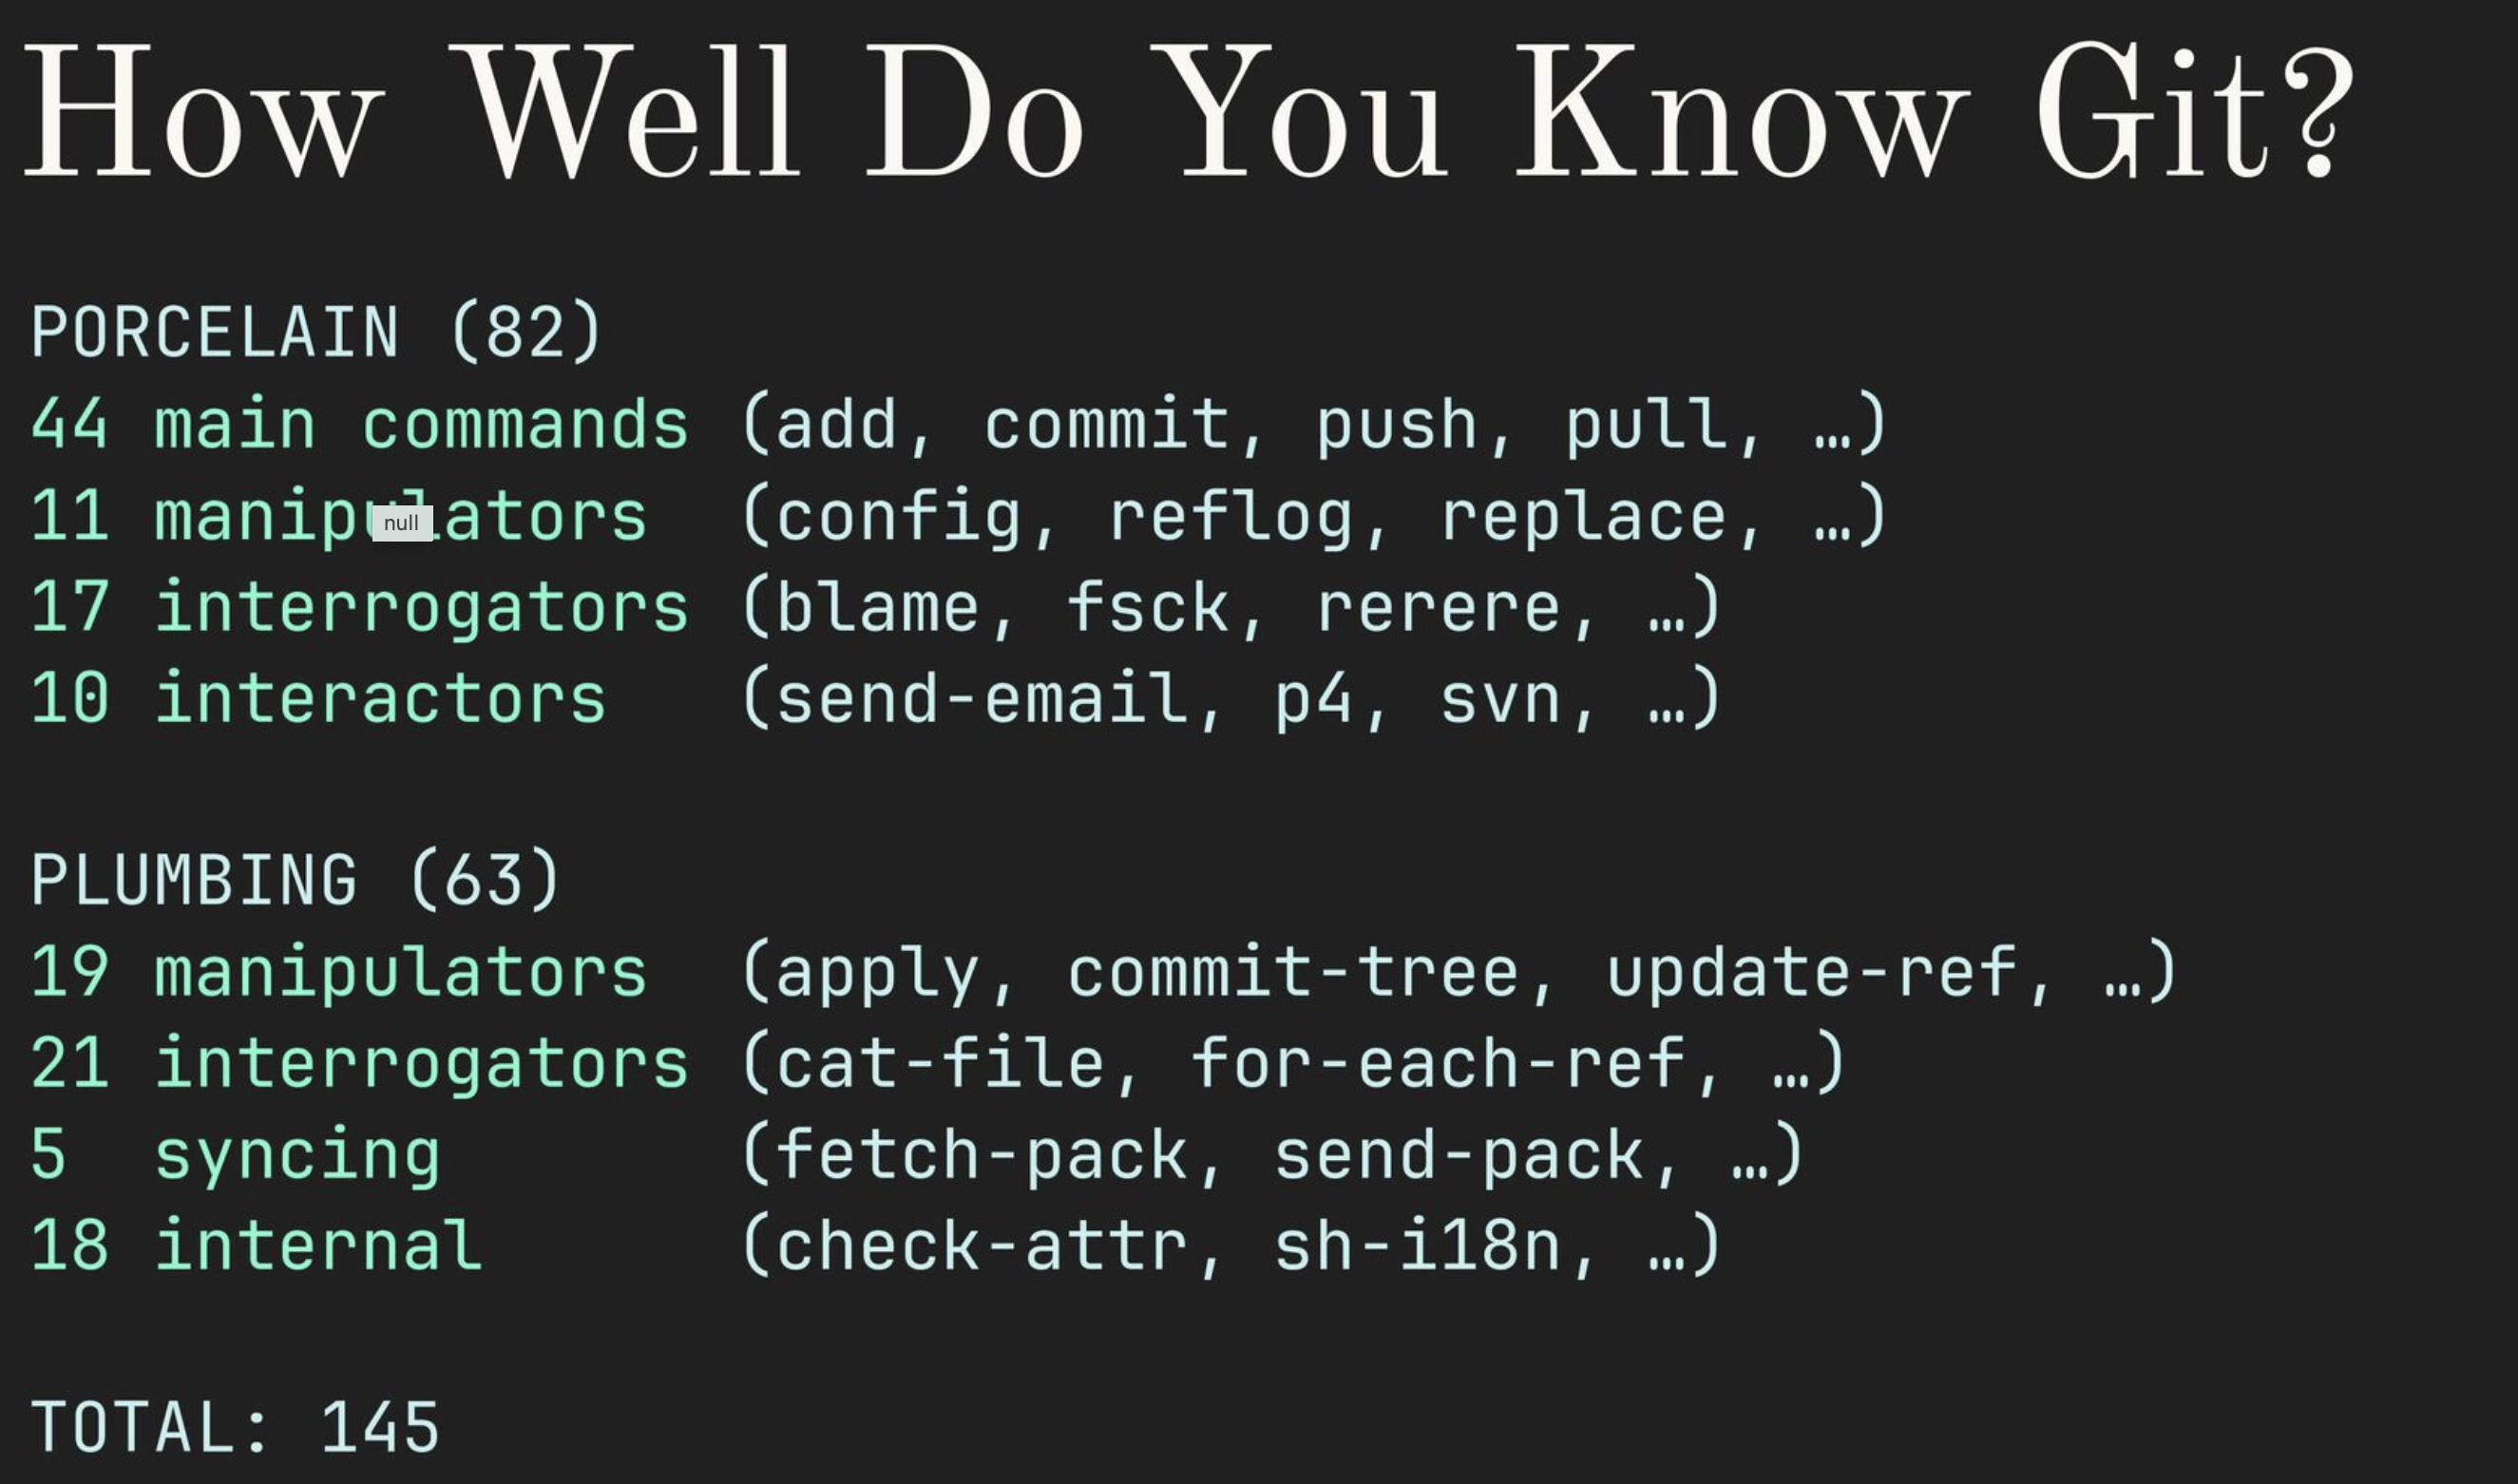 How Well Do You Know Git?
PORCELAIN (82)
44 main commands (add, commit, push, pull, …)
11 manipulators (config, reflog, replace, …)
null
17 interrogators (blame, fsck, rerere, …)
10 interactors (send-email, p4, svn, …)
PLUMBING (63)
19 manipulators (apply, commit-tree, update-ref, …)
21 interrogators (cat-file, for-each-ref, …)
5 syncing (fetch-pack, send-pack, …)
18 internal (check-attr, sh-i18n, …)
TOTAL: 145